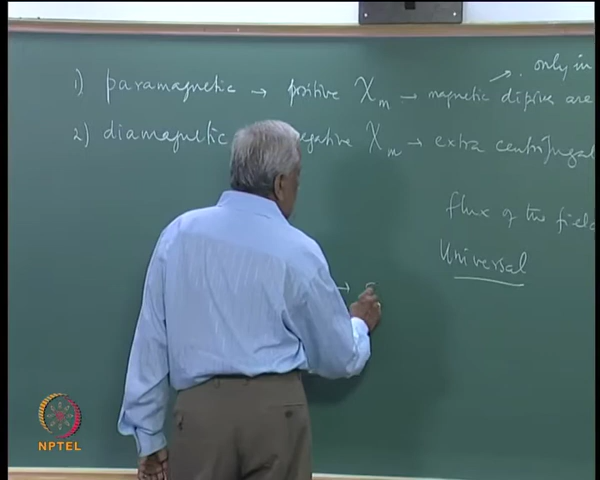 only in
1) paramagnetic → positive χm → magnetic are
2) diamagnetic negative χm → extra centrifugal
flux of the field
Universal
→
NPTEL